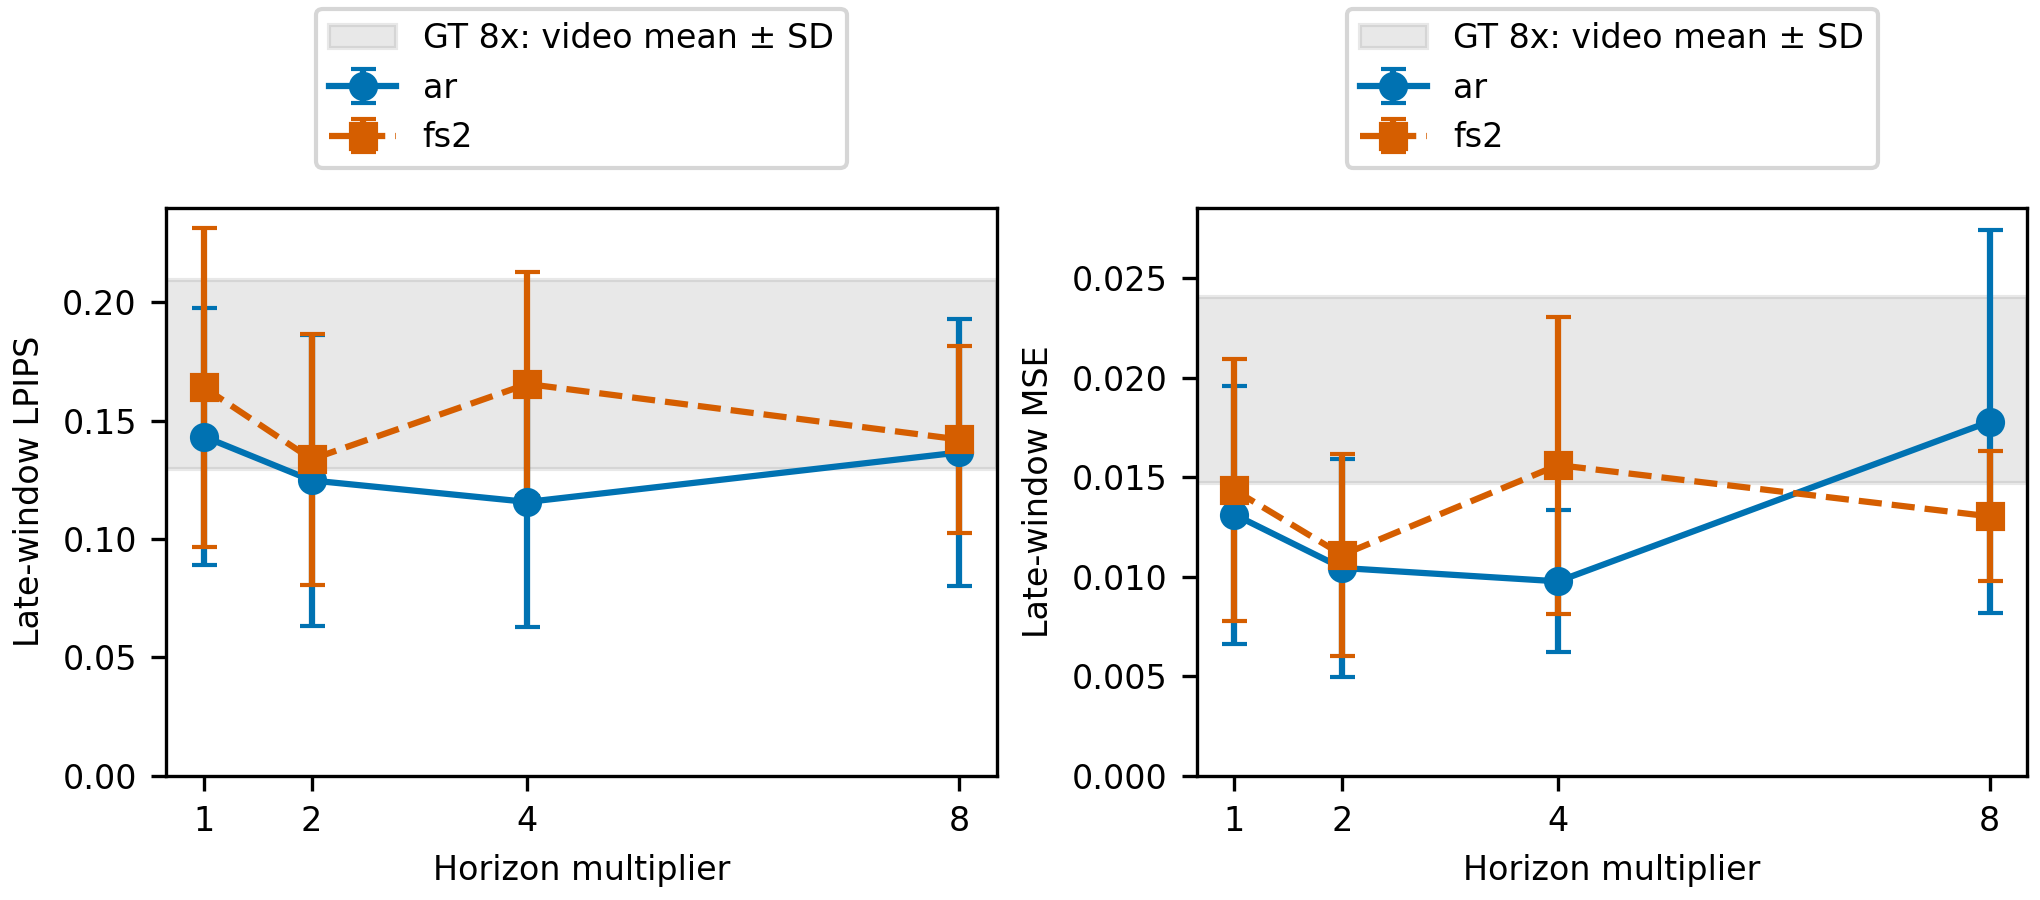 GT 8x: video mean ± SD
ar
fs2
Late-window LPIPS
0.20
0.15
0.10
0.05
0.00
1 2 4 8
Horizon multiplier
GT 8x: video mean ± SD
ar
fs2
Late-window MSE
0.025
0.020
0.015
0.010
0.005
0.000
1 2 4 8
Horizon multiplier